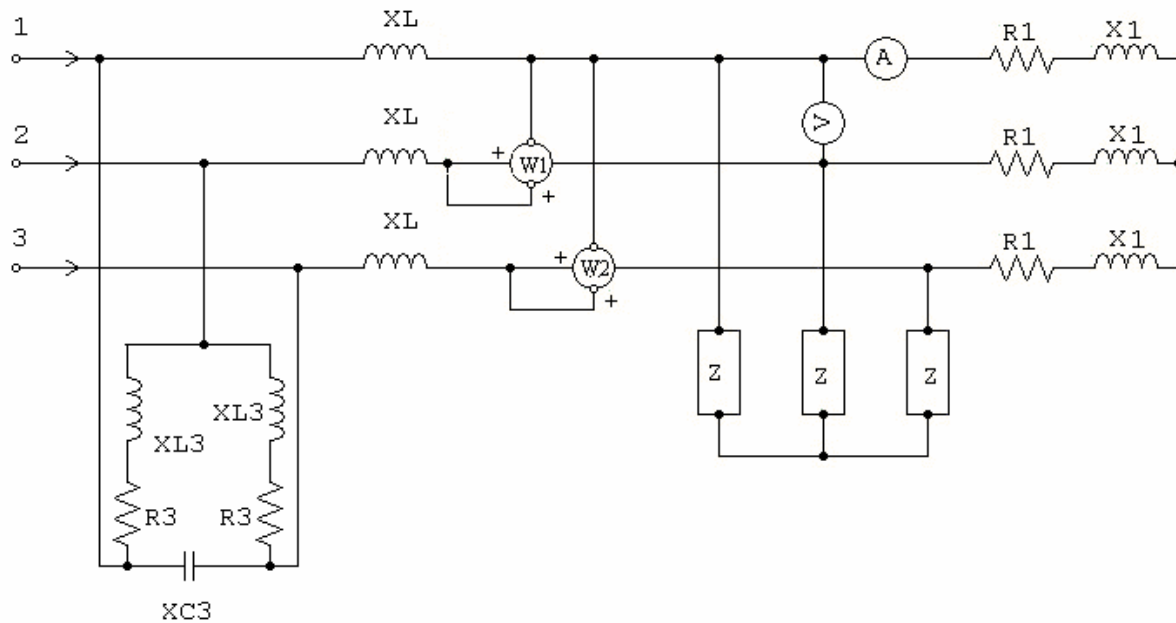 1
XL
A
R1
X1
V
2
XL
+
W1
+
R1
X1
3
XL
+
W2
+
R1
X1
Z
Z
Z
XL3
XL3
R3
R3
XC3